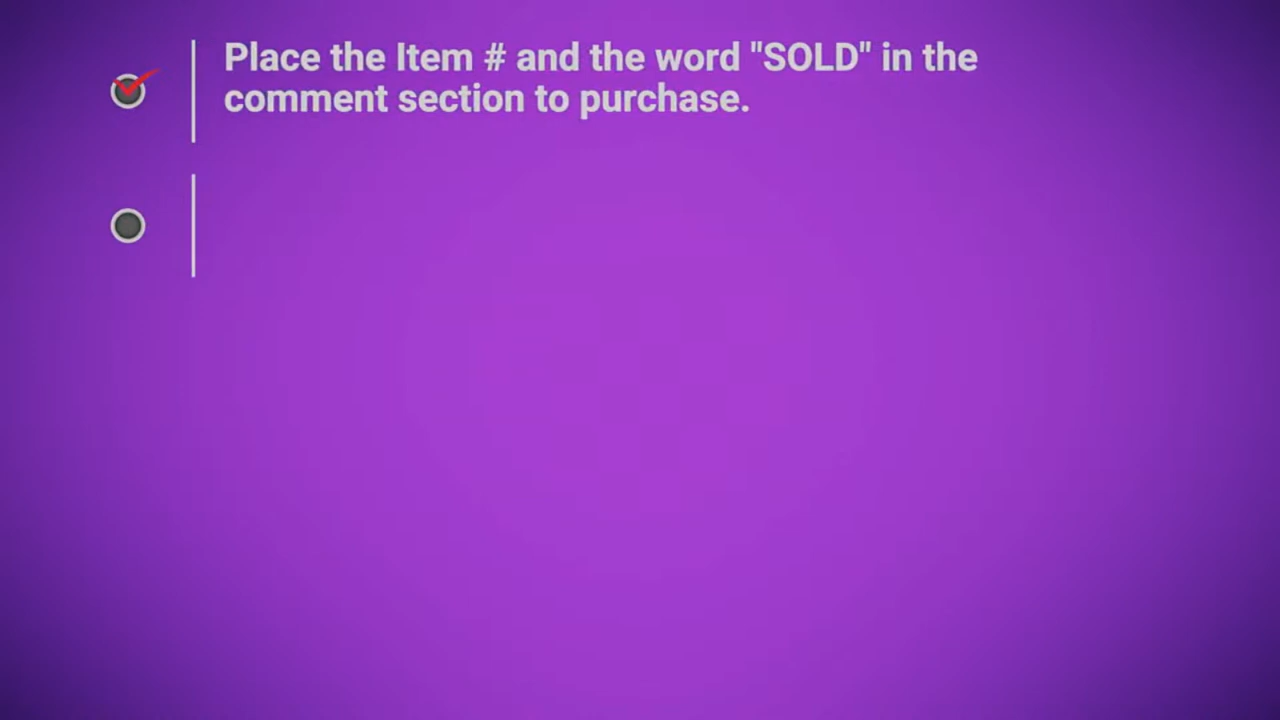 Place the Item # and the word "SOLD" in the
comment section to purchase.